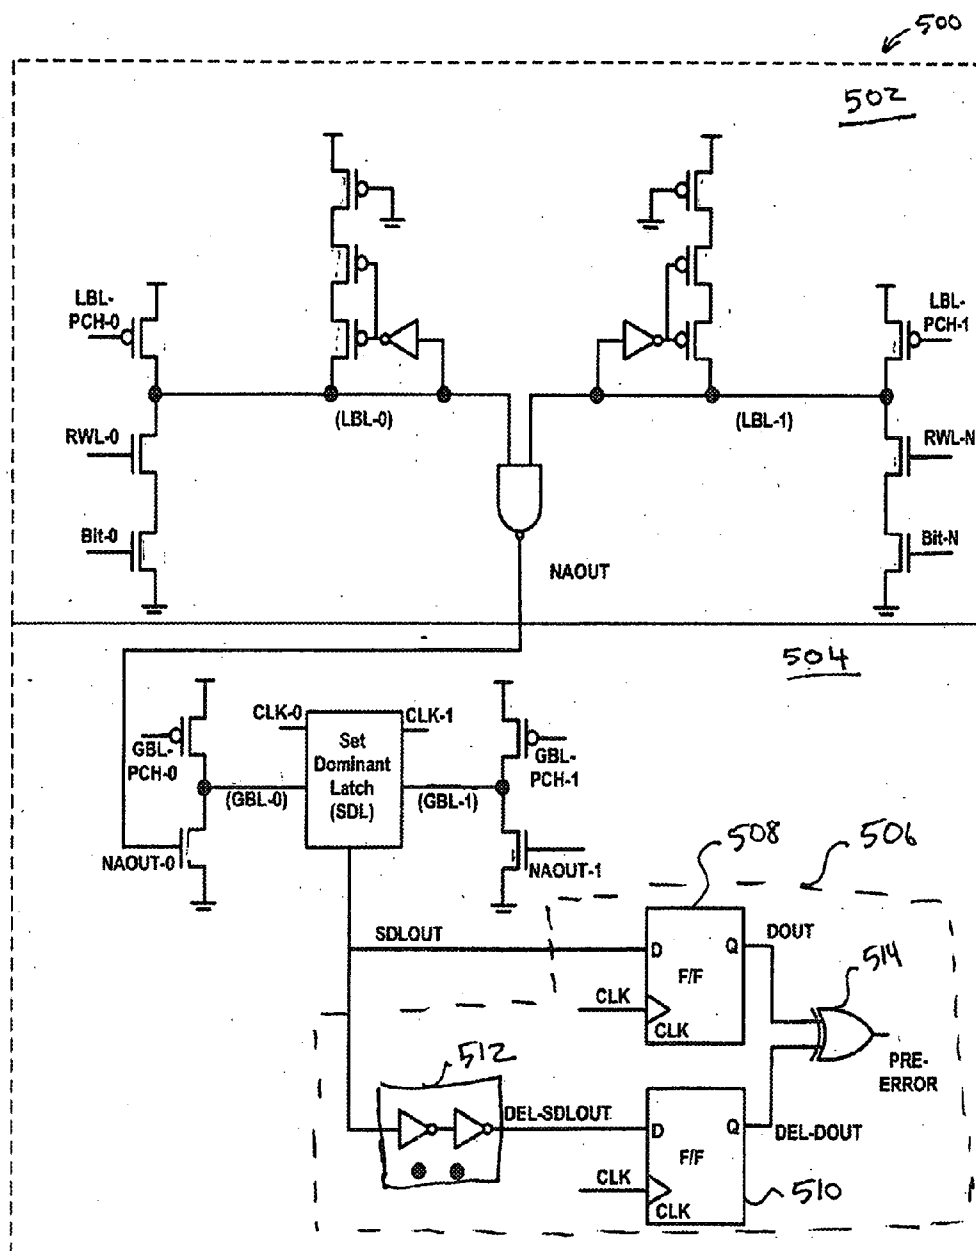 500
502
LBL-
PCH-0
LBL-
PCH-1
(LBL-0)
(LBL-1)
RWL-0
RWL-N
Bit-0
Bit-N
NAOUT
504
CLK-0
CLK-1
Set
Dominant
Latch
(SDL)
GBL-
PCH-0
GBL-
PCH-1
(GBL-0)
(GBL-1)
NAOUT-0
NAOUT-1
508
506
SDLOUT
D
Q
F/F
DOUT
514
CLK
CLK
PRE-
ERROR
512
DEL-SDLOUT
D
Q
DEL-DOUT
F/F
CLK
CLK
510